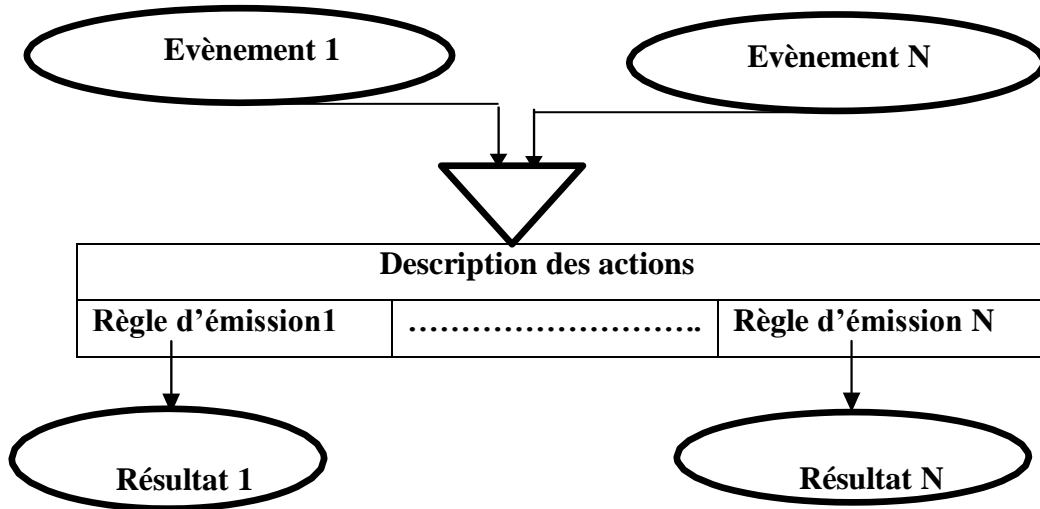 Evènement 1
Evènement N
Description des actions
Règle d’émission1
………………………..
Règle d’émission N
Résultat 1
Résultat N